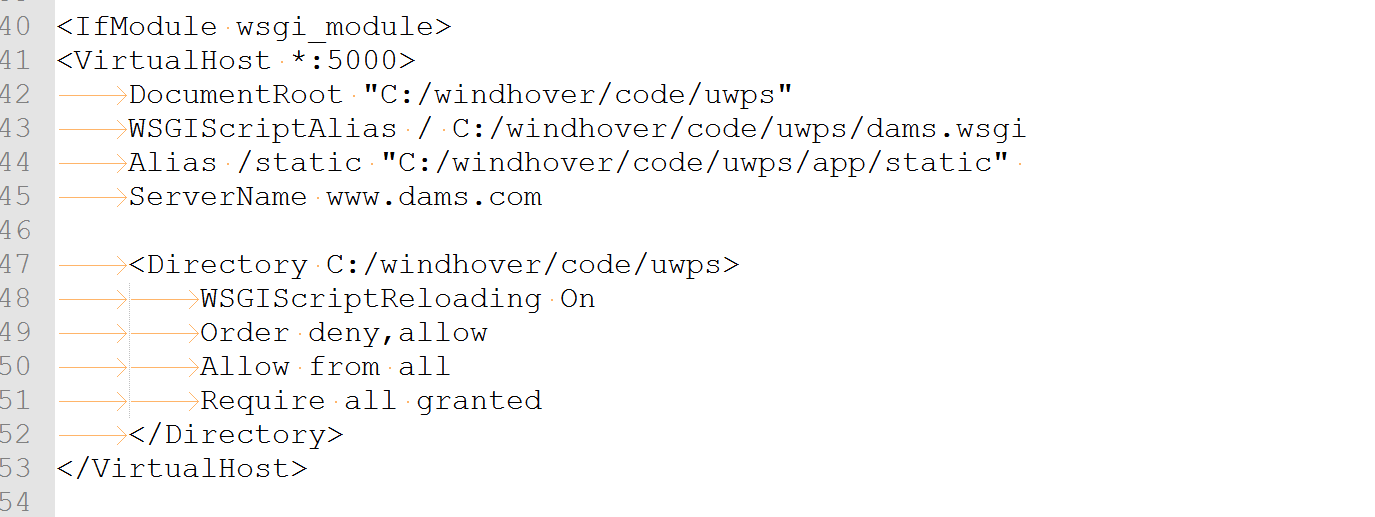 40 <IfModule wsgi_module>
41 <VirtualHost *:5000>
42 DocumentRoot "C:/windhover/code/uwps"
43 WSGIScriptAlias / C:/windhover/code/uwps/dams.wsgi
44 Alias /static "C:/windhover/code/uwps/app/static"
45 ServerName www.dams.com
46
47 <Directory C:/windhover/code/uwps>
48 WSGIScriptReloading On
49 Order deny,allow
50 Allow from all
51 Require all granted
52 </Directory>
53 </VirtualHost>
54